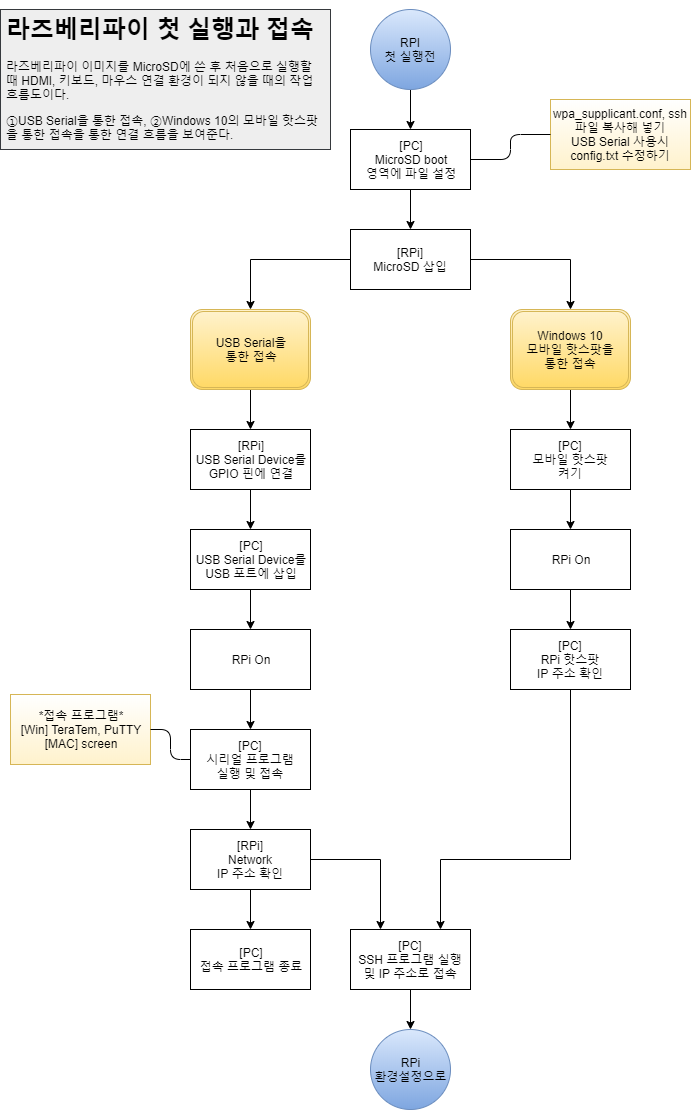 라즈베리파이 첫 실행과 접속
라즈베리파이 이미지를 MicroSD에 쓴 후 처음으로 실행할
때 HDMI, 키보드, 마우스 연결 환경이 되지 않을 때의 작업
흐름도이다.
①USB Serial을 통한 접속, ②Windows 10의 모바일 핫스팟
을 통한 접속을 통한 연결 흐름을 보여준다.
RPI
첫 실행전
[PC]
MicroSD boot
영역에 파일 설정
wpa_supplicant.conf, ssh
파일 복사해 넣기
USB Serial 사용시
config.txt 수정하기
[RPi]
MicroSD 삽입
USB Serial을
통한 접속
Windows 10
모바일 핫스팟을
통한 접속
[RPi]
USB Serial Device를
GPIO 핀에 연결
[PC]
모바일 핫스팟
켜기
[PC]
USB Serial Device를
USB 포트에 삽입
RPi On
RPi On
[PC]
RPi 핫스팟
IP 주소 확인
*접속 프로그램*
[Win] TeraTem, PuTTY
[MAC] screen
[PC]
시리얼 프로그램
실행 및 접속
[RPi]
Network
IP 주소 확인
[PC]
접속 프로그램 종료
[PC]
SSH 프로그램 실행
및 IP 주소로 접속
RPi
환경설정으로